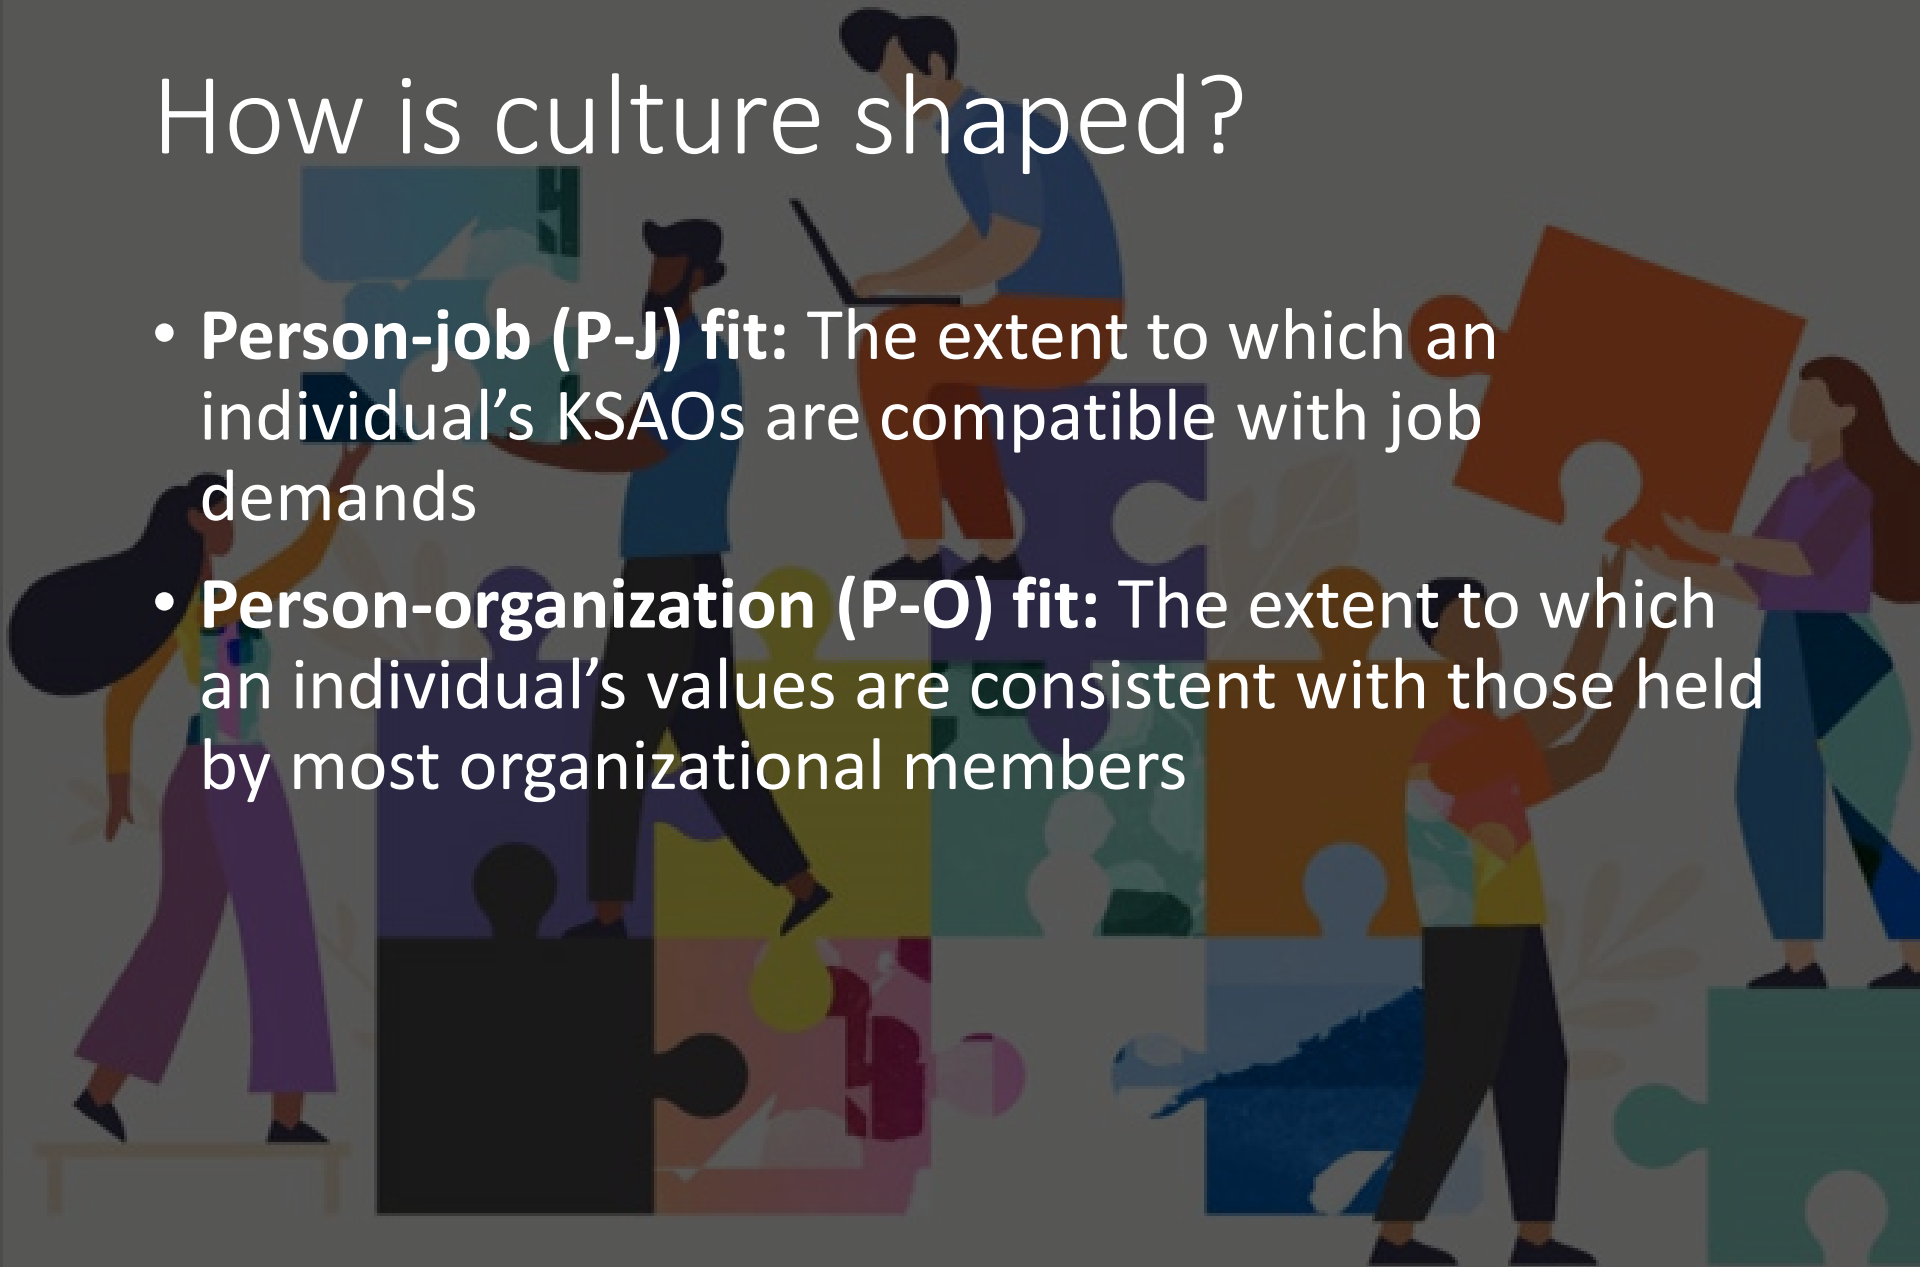 How is culture shaped?
• Person-job (P-J) fit: The extent to which an
individual’s KSAOs are compatible with job
demands
• Person-organization (P-O) fit: The extent to which
an individual’s values are consistent with those held
by most organizational members